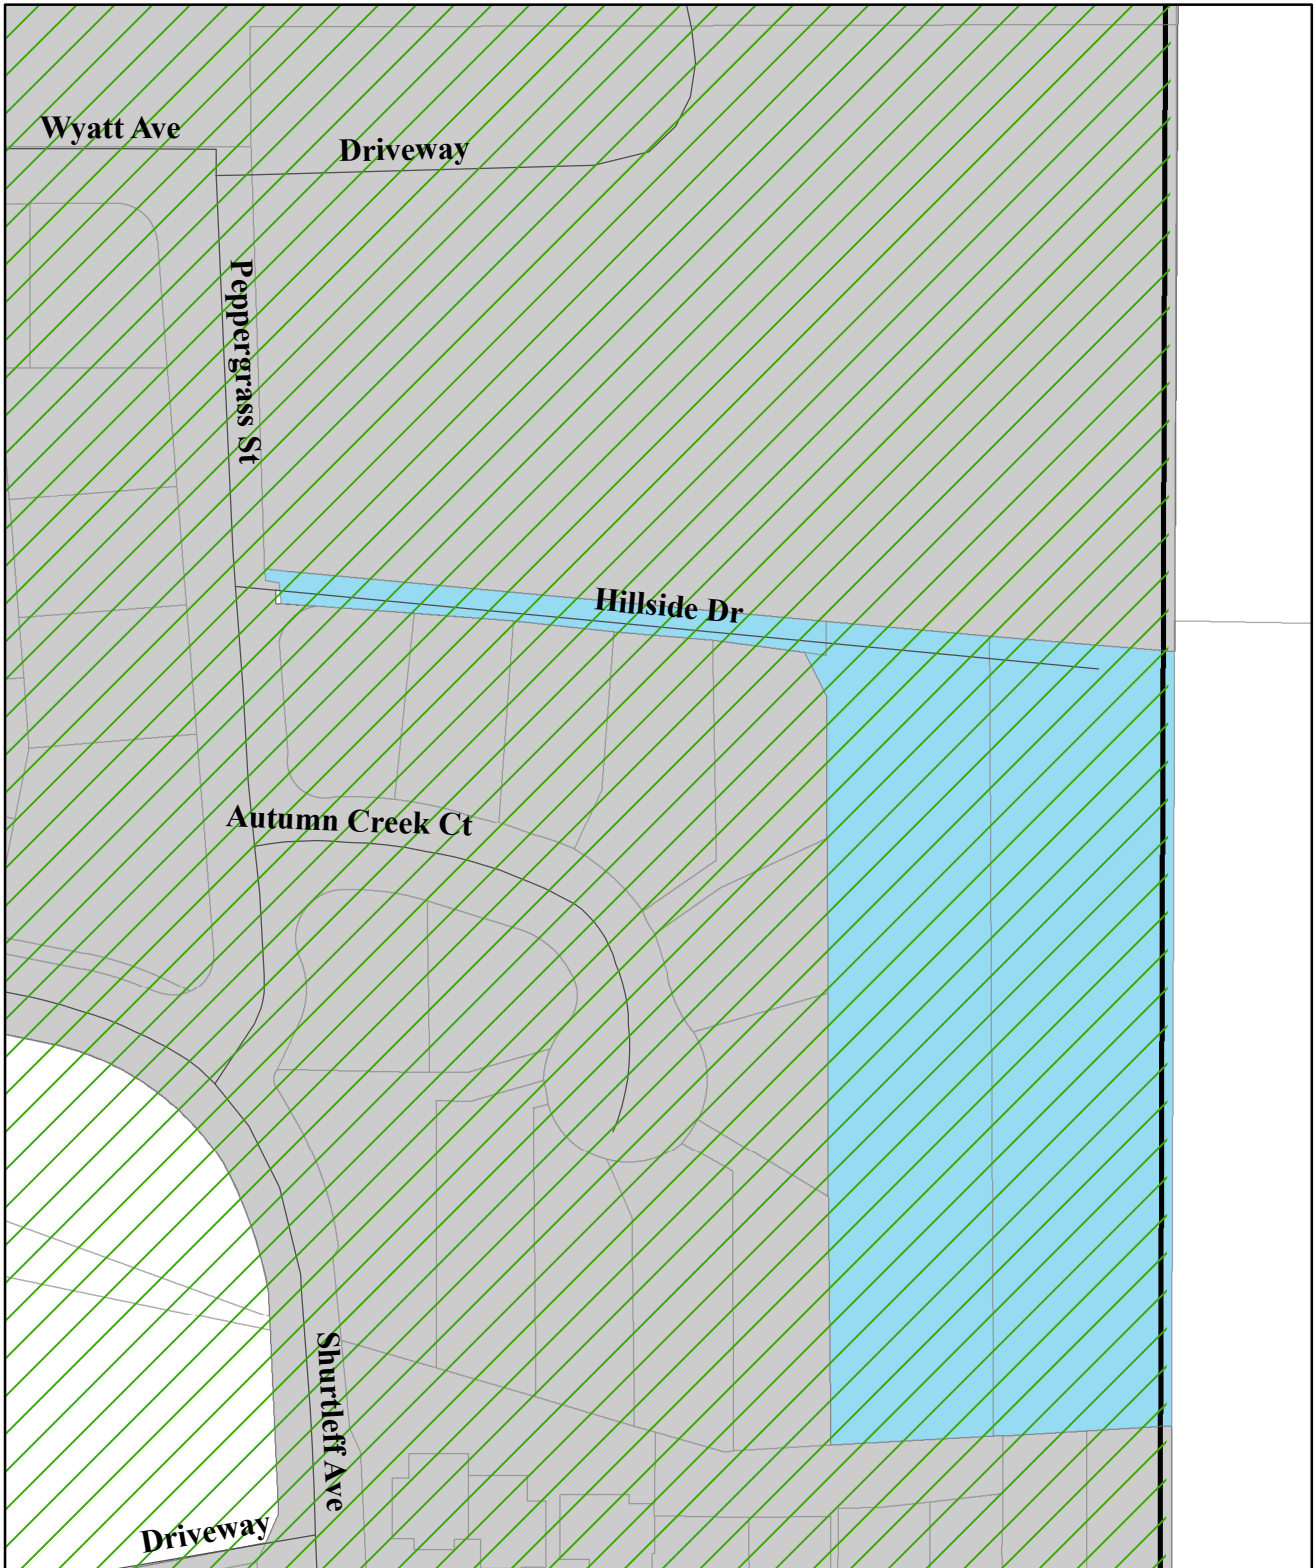 Wyatt Ave
Driveway
Peppergrass St
Hillside Dr
Autumn Creek Ct
Shurtleff Ave
Driveway